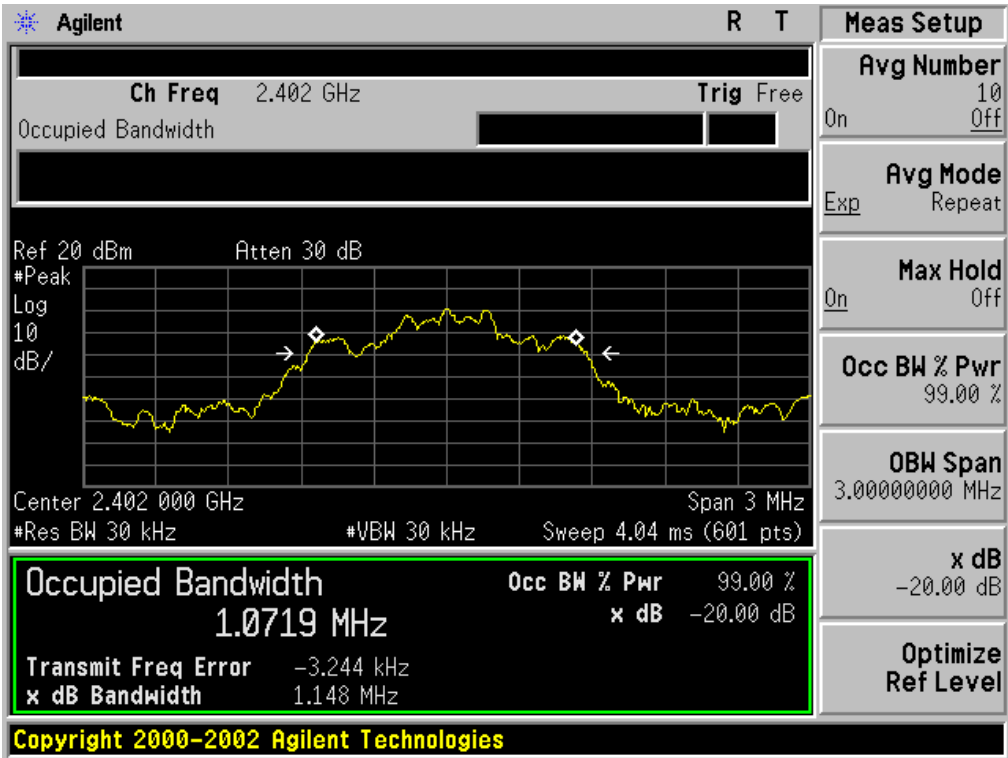 Agilent R T
Ch Freq 2.402 GHz Trig Free
Occupied Bandwidth
Ref 20 dBm Atten 30 dB
#Peak
Log
10
dB/
Center 2.402 000 GHz Span 3 MHz
#Res BW 30 kHz #VBW 30 kHz Sweep 4.04 ms (601 pts)
Occupied Bandwidth Occ BW % Pwr 99.00 %
1.0719 MHz x dB -20.00 dB
Transmit Freq Error -3.244 kHz
x dB Bandwidth 1.148 MHz
Copyright 2000-2002 Agilent Technologies
Meas Setup
Avg Number
10
On Off
Avg Mode
Exp Repeat
Max Hold
On Off
Occ BW % Pwr
99.00 %
OBW Span
3.00000000 MHz
x dB
-20.00 dB
Optimize
Ref Level